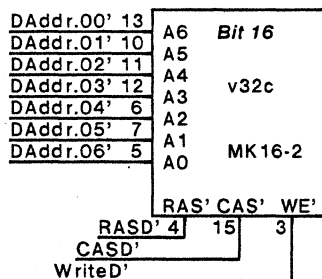 DAddr.00' 13 A6 Bit 16
DAddr.01' 10 A5
DAddr.02' 11 A4
DAddr.03' 12 A3 v32c
DAddr.04' 6 A2
DAddr.05' 7 A1
DAddr.06' 5 A0 MK16-2
RAS' CAS' WE'
RASD' 4 15 3
CASD'
WriteD'